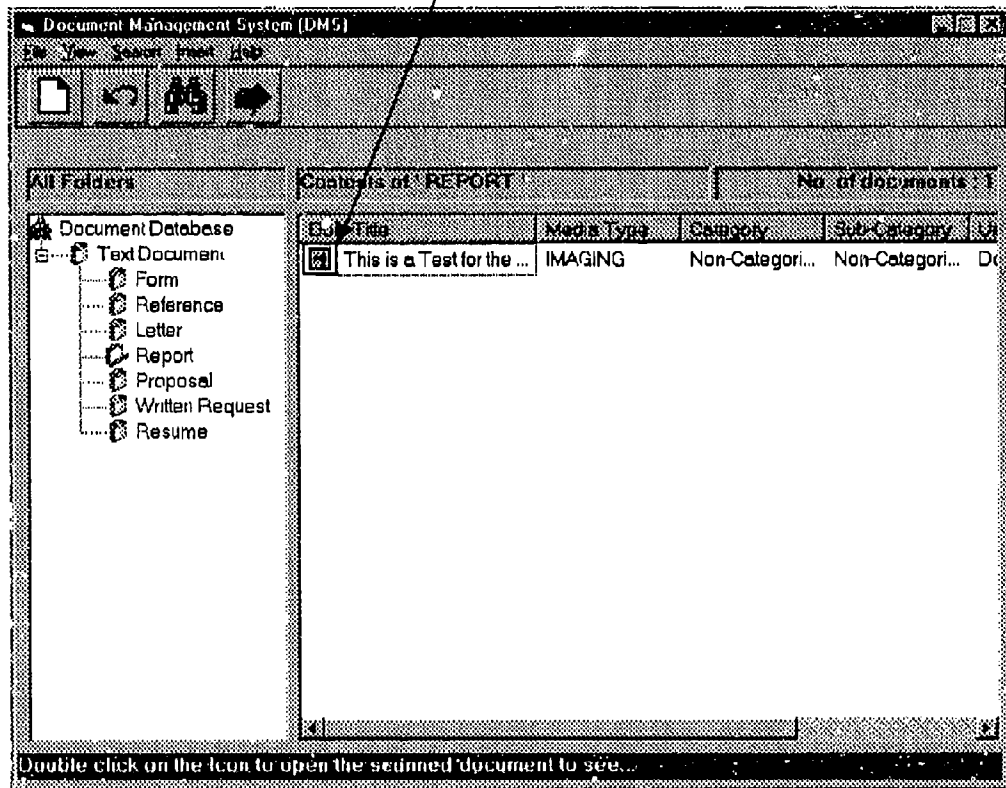 Document Management System (DMS)
File View Search Insert Help
All Folders
Contents of ' REPORT '
No. of documents : 1
Document Database
Text Document
Form
Reference
Letter
Report
Proposal
Written Request
Resume
Title Media Type Category Sub-Category
This is a Test for the ... IMAGING Non-Categori... Non-Categori...
Double click on the Icon to open the scanned document to see...